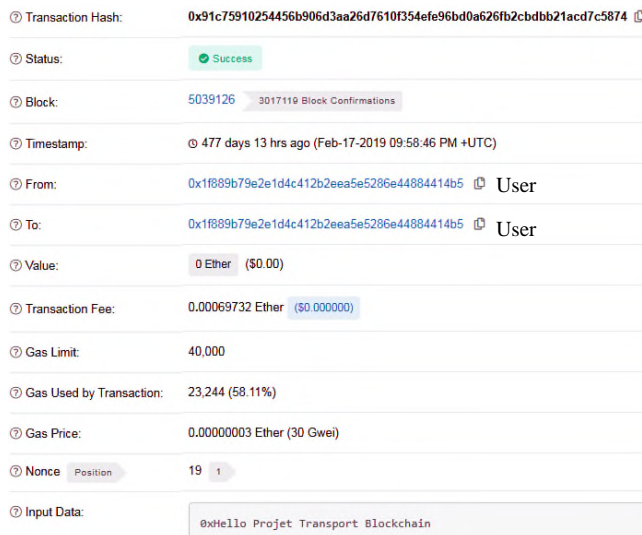 Transaction Hash: 0x91c75910254456b906d3aa26d7610f354efe96bd0a626fb2cbdbb21acd7c5874
Status: Success
Block: 5039126 3017119 Block Confirmations
Timestamp: 477 days 13 hrs ago (Feb-17-2019 09:58:46 PM +UTC)
From: 0x1f889b79e2e1d4c412b2eea5e5286e44884414b5 User
To: 0x1f889b79e2e1d4c412b2eea5e5286e44884414b5 User
Value: 0 Ether ($0.00)
Transaction Fee: 0.00069732 Ether ($0.000000)
Gas Limit: 40,000
Gas Used by Transaction: 23,244 (58.11%)
Gas Price: 0.00000003 Ether (30 Gwei)
Nonce Position 19 1
Input Data: 0xHello Projet Transport Blockchain